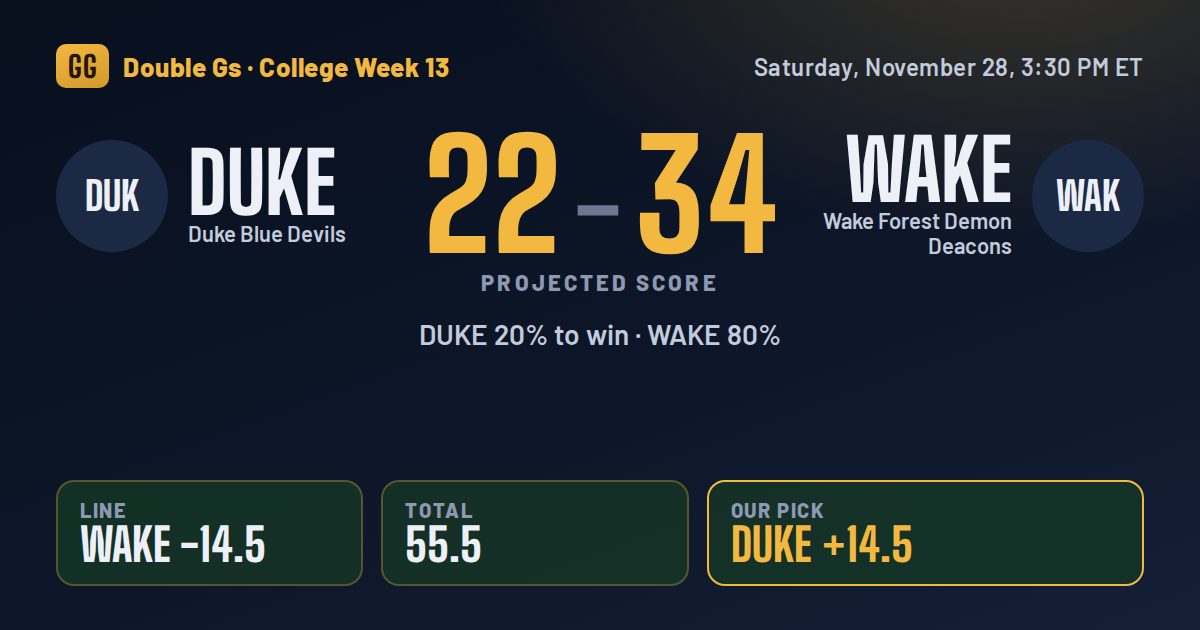 GG Double Gs · College Week 13
Saturday, November 28, 3:30 PM ET
DUK
DUKE
Duke Blue Devils
22 – 34
PROJECTED SCORE
DUKE 20% to win · WAKE 80%
WAKE
Wake Forest Demon
Deacons
WAK
LINE
WAKE −14.5
TOTAL
55.5
OUR PICK
DUKE +14.5